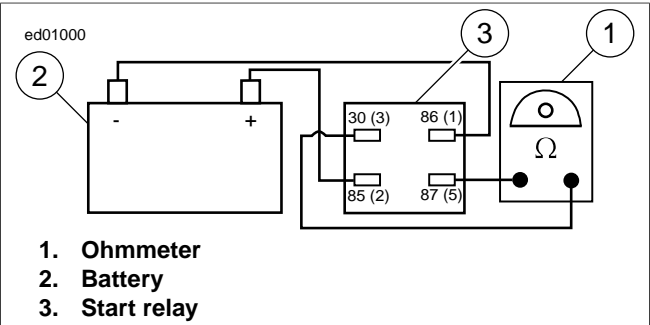 ed01000
3
1
2
- +
30 (3) 86 (1)
Ω
85 (2) 87 (5)
1. Ohmmeter
2. Battery
3. Start relay